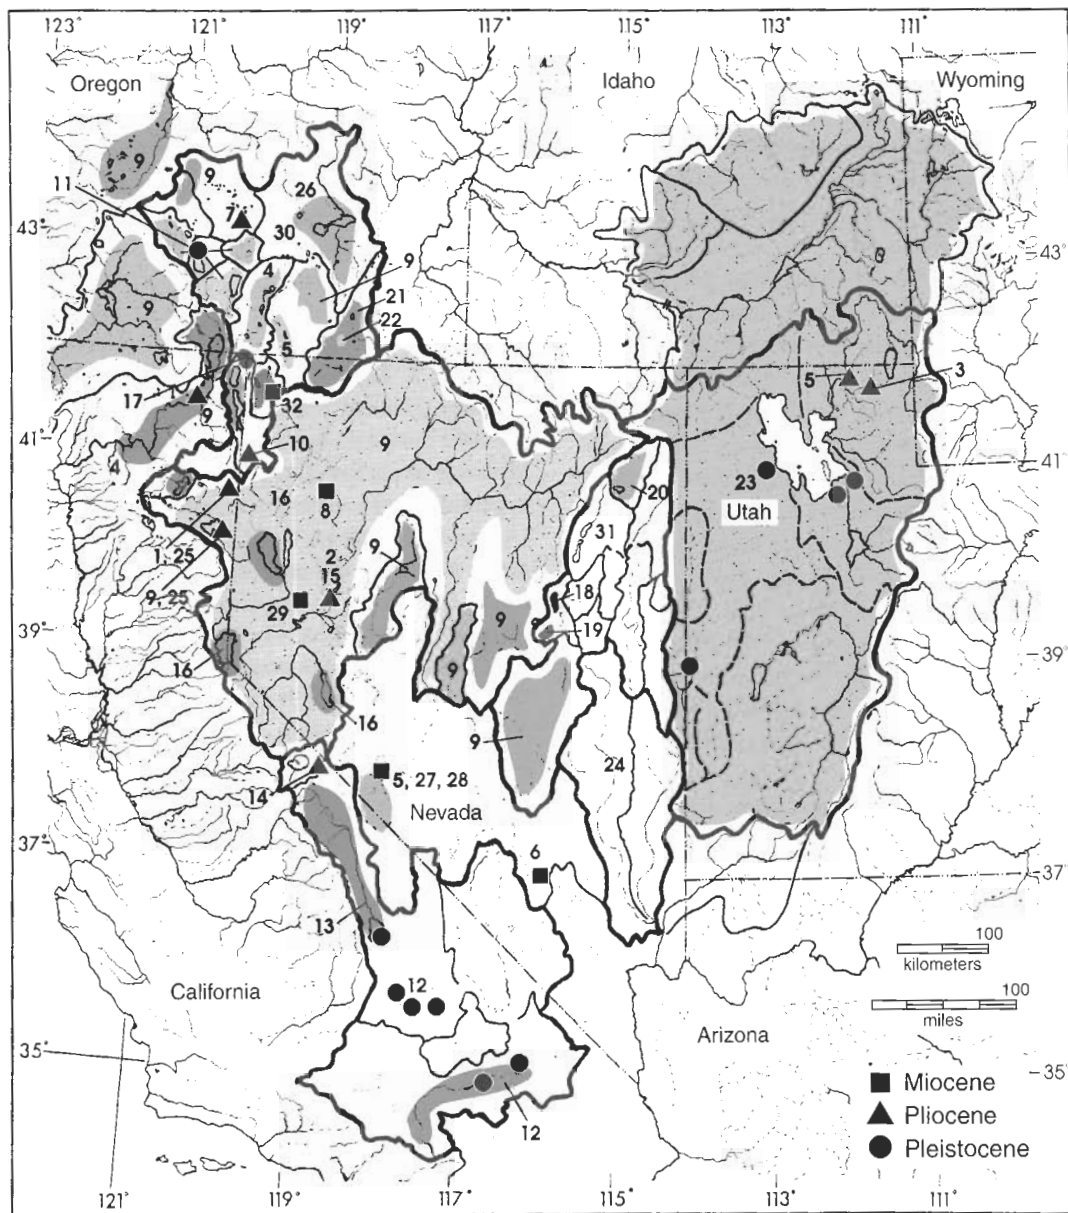 123° 121° 119° 117° 115° 113° 111°
Oregon Idaho Wyoming
9
9
11 26
7
43° 30 43°
4 9
9 21
22
5
5 3
17 9 32
41° 10 9
4 41°
16 8 20 23
Utah
31
1, 25 2 9
15
9, 25 29 18
39° 9 19 39°
16 9
16
9 24
14 5, 27, 28
Nevada
37° 6 37°
13
100
kilometers
California 12 100
miles
Arizona
35° 35°
Miocene
Pliocene
12 Pleistocene
121° 119° 117° 115° 113° 111°